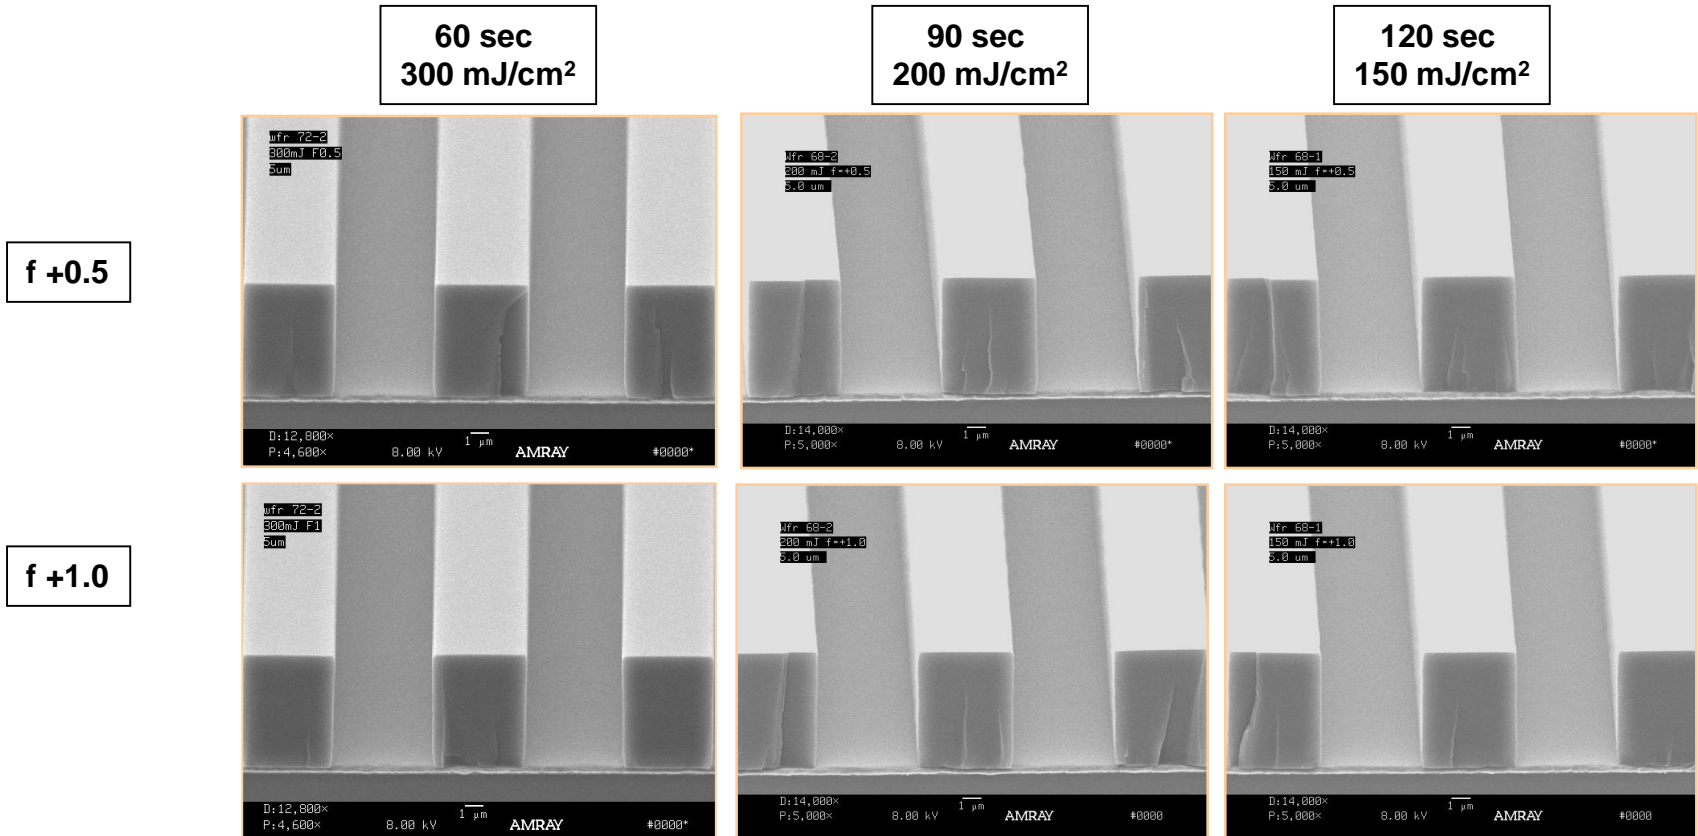 60 sec
300 mJ/cm²
90 sec
200 mJ/cm²
120 sec
150 mJ/cm²
f +0.5
wfr 72-2
300mJ F0.5
5um
D:12,800×
P:4,600×
8.00 kV
1 µm
AMRAY
#0000*
Wfr 68-2
200 mJ f=+0.5
5.0 um
D:14,000×
P:5,000×
8.00 kV
1 µm
AMRAY
#0000*
Wfr 68-1
150 mJ f=+0.5
5.0 um
D:14,000×
P:5,000×
8.00 kV
1 µm
AMRAY
#0000*
f +1.0
wfr 72-2
300mJ F1
5um
D:12,800×
P:4,600×
8.00 kV
1 µm
AMRAY
#0000*
Wfr 68-2
200 mJ f=+1.0
5.0 um
D:14,000×
P:5,000×
8.00 kV
1 µm
AMRAY
#0000
Wfr 68-1
150 mJ f=+1.0
5.0 um
D:14,000×
P:5,000×
8.00 kV
1 µm
AMRAY
#0000